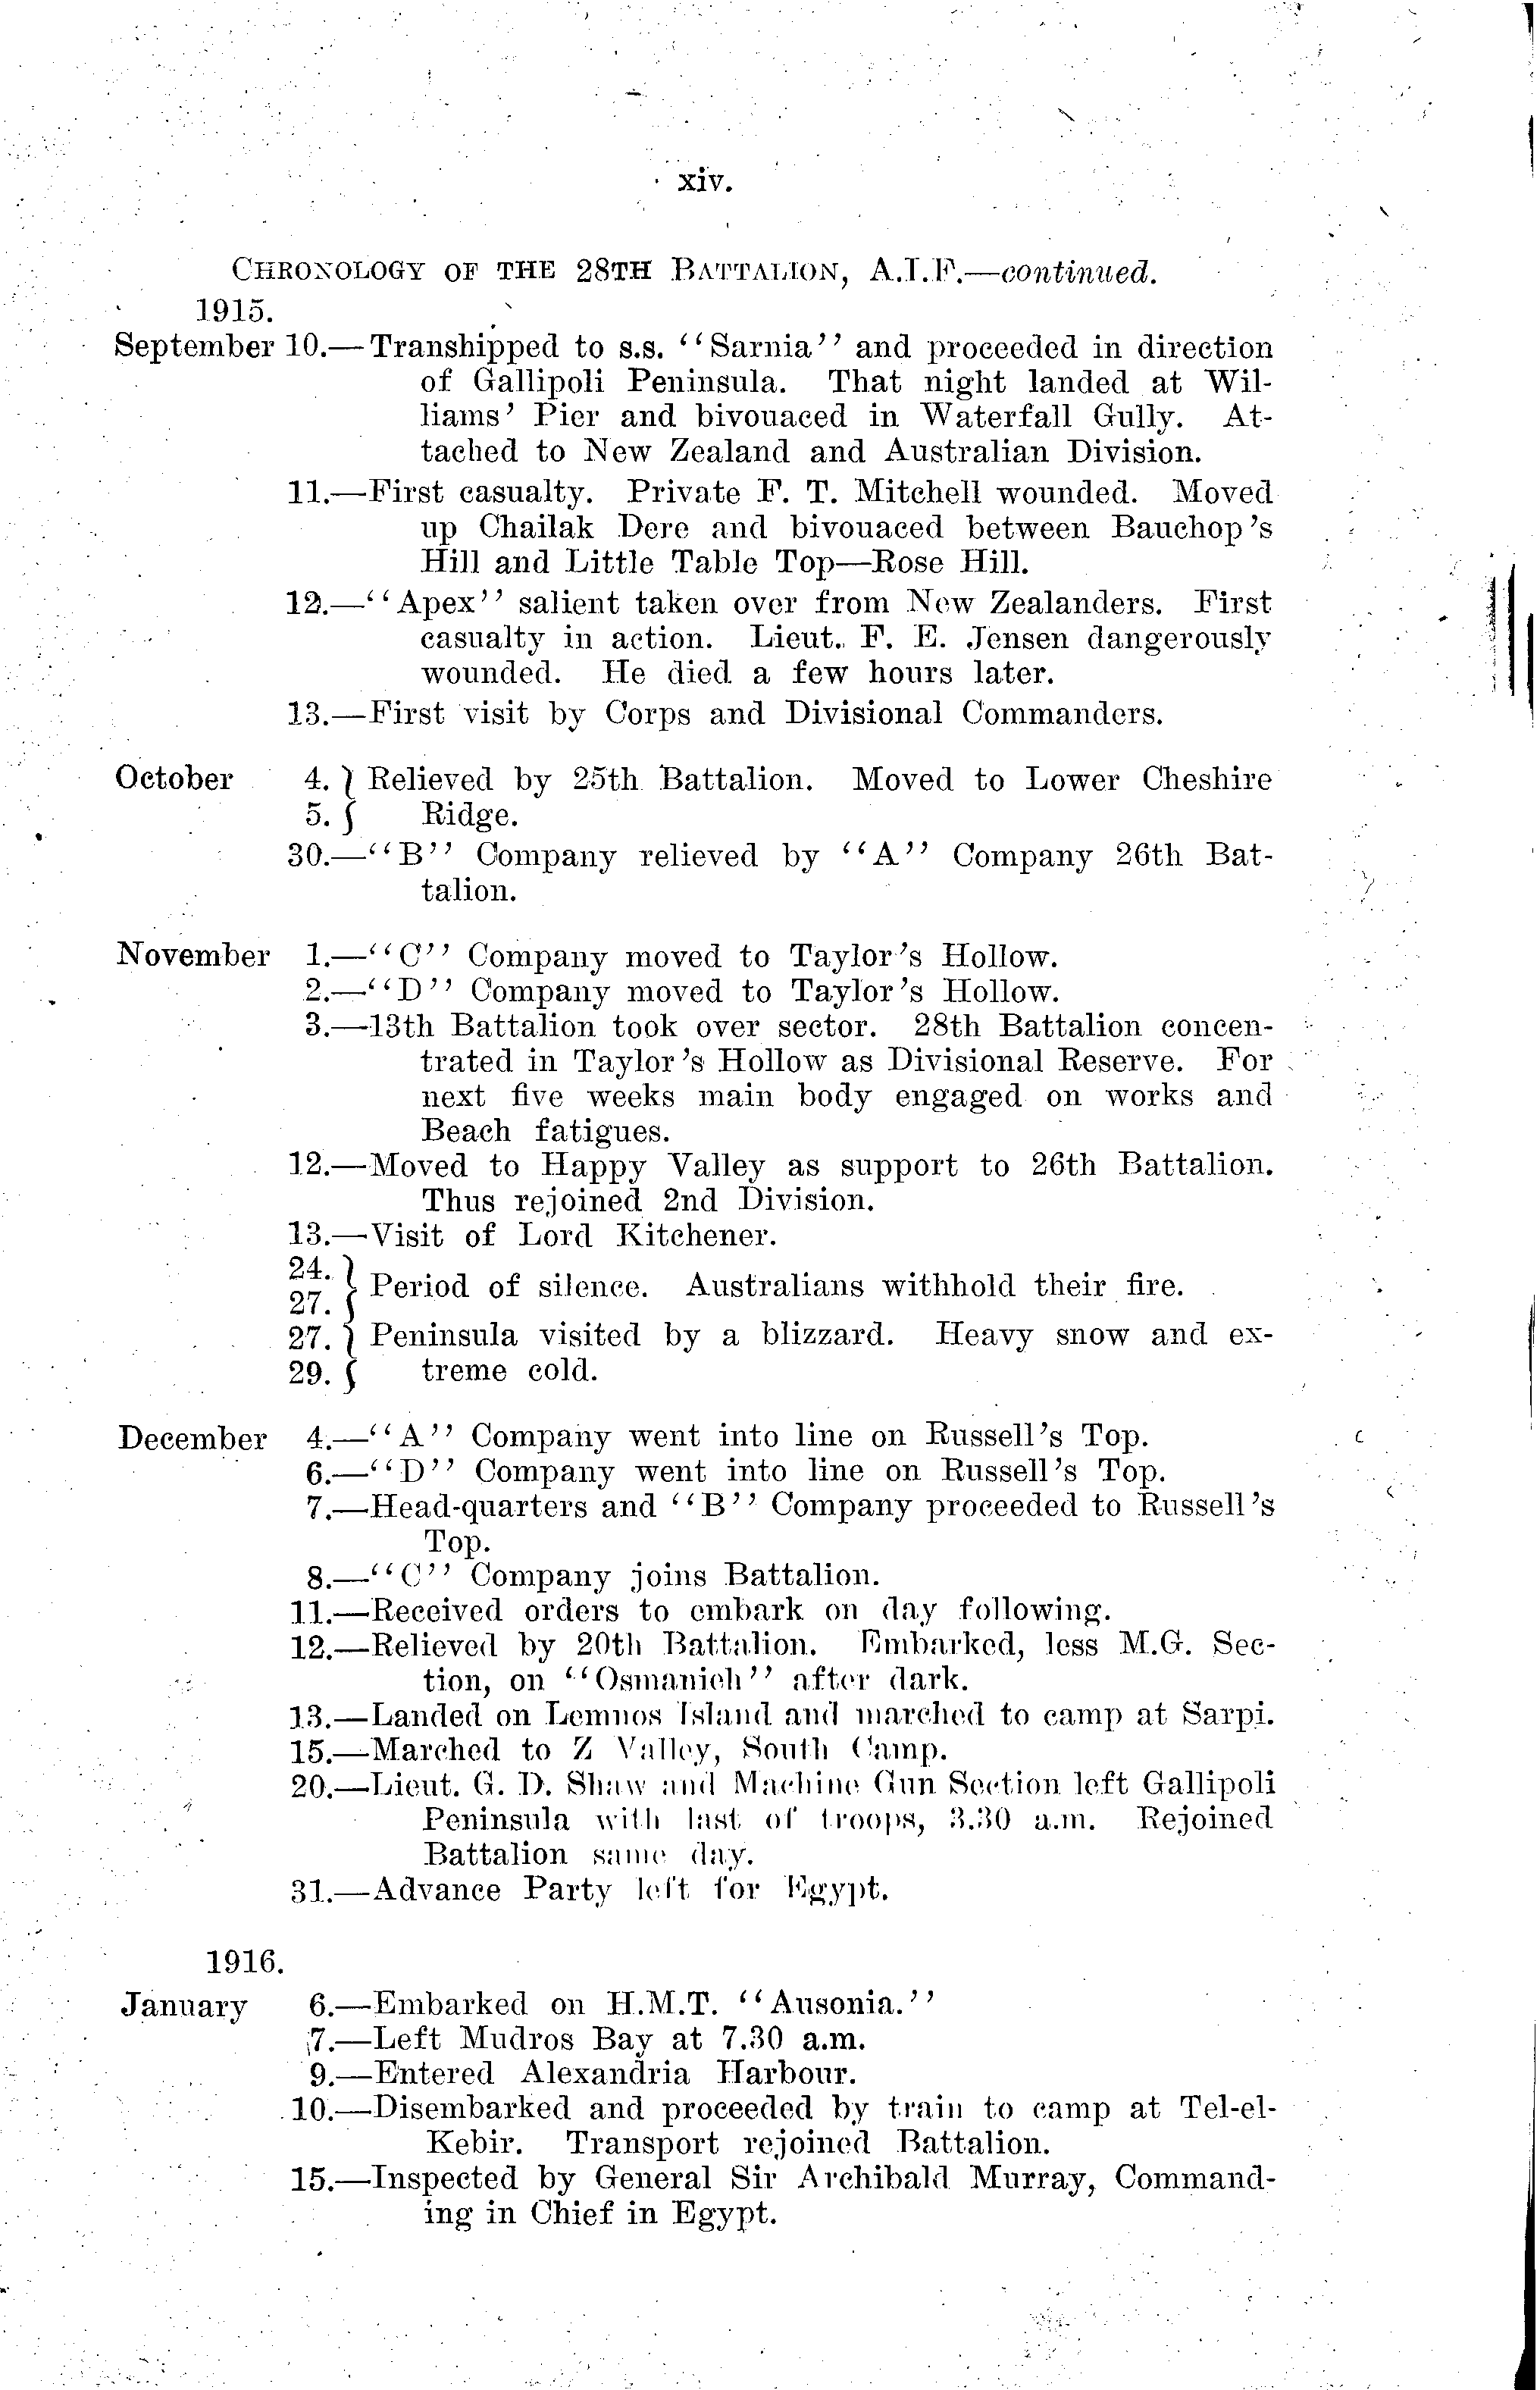 xiv.
CHRONOLOGY OF THE 28TH BATTALION, A.I.F.—continued.
1915.
September 10.—Transhipped to s.s. ‘‘Sarnia’’ and proceeded in direction
of Gallipoli Peninsula. That night landed at Wil-
liams’ Pier and bivouaced in Waterfall Gully. At-
tached to New Zealand and Australian Division.
11.—First casualty. Private F. T. Mitchell wounded. Moved
up Chailak Dere and bivouaced between Bauchop’s
Hill and Little Table Top—Rose Hill.
12.—‘‘Apex’’ salient taken over from New Zealanders. First
casualty in action. Lieut. F. E. Jensen dangerously
wounded. He died a few hours later.
13.—First visit by Corps and Divisional Commanders.
October 4. } Relieved by 25th Battalion. Moved to Lower Cheshire
5. } Ridge.
30.—‘‘B’’ Company relieved by ‘‘A’’ Company 26th Bat-
talion.
November 1.—‘‘C’’ Company moved to Taylor’s Hollow.
2.—‘‘D’’ Company moved to Taylor’s Hollow.
3.—13th Battalion took over sector. 28th Battalion concen-
trated in Taylor’s Hollow as Divisional Reserve. For
next five weeks main body engaged on works and
Beach fatigues.
12.—Moved to Happy Valley as support to 26th Battalion.
Thus rejoined 2nd Division.
13.—Visit of Lord Kitchener.
24. }
27. } Period of silence. Australians withhold their fire.
27. } Peninsula visited by a blizzard. Heavy snow and ex-
29. } treme cold.
December 4.—‘‘A’’ Company went into line on Russell’s Top.
6.—‘‘D’’ Company went into line on Russell’s Top.
7.—Head-quarters and ‘‘B’’ Company proceeded to Russell’s
Top.
8.—‘‘C’’ Company joins Battalion.
11.—Received orders to embark on day following.
12.—Relieved by 20th Battalion. Embarked, less M.G. Sec-
tion, on ‘‘Osmanieh’’ after dark.
13.—Landed on Lemnos Island and marched to camp at Sarpi.
15.—Marched to Z Valley, South Camp.
20.—Lieut. G. D. Shaw and Machine Gun Section left Gallipoli
Peninsula with last of troops, 3.30 a.m. Rejoined
Battalion same day.
31.—Advance Party left for Egypt.
1916.
January 6.—Embarked on H.M.T. ‘‘Ausonia.’’
7.—Left Mudros Bay at 7.30 a.m.
9.—Entered Alexandria Harbour.
10.—Disembarked and proceeded by train to camp at Tel-el-
Kebir. Transport rejoined Battalion.
15.—Inspected by General Sir Archibald Murray, Command-
ing in Chief in Egypt.